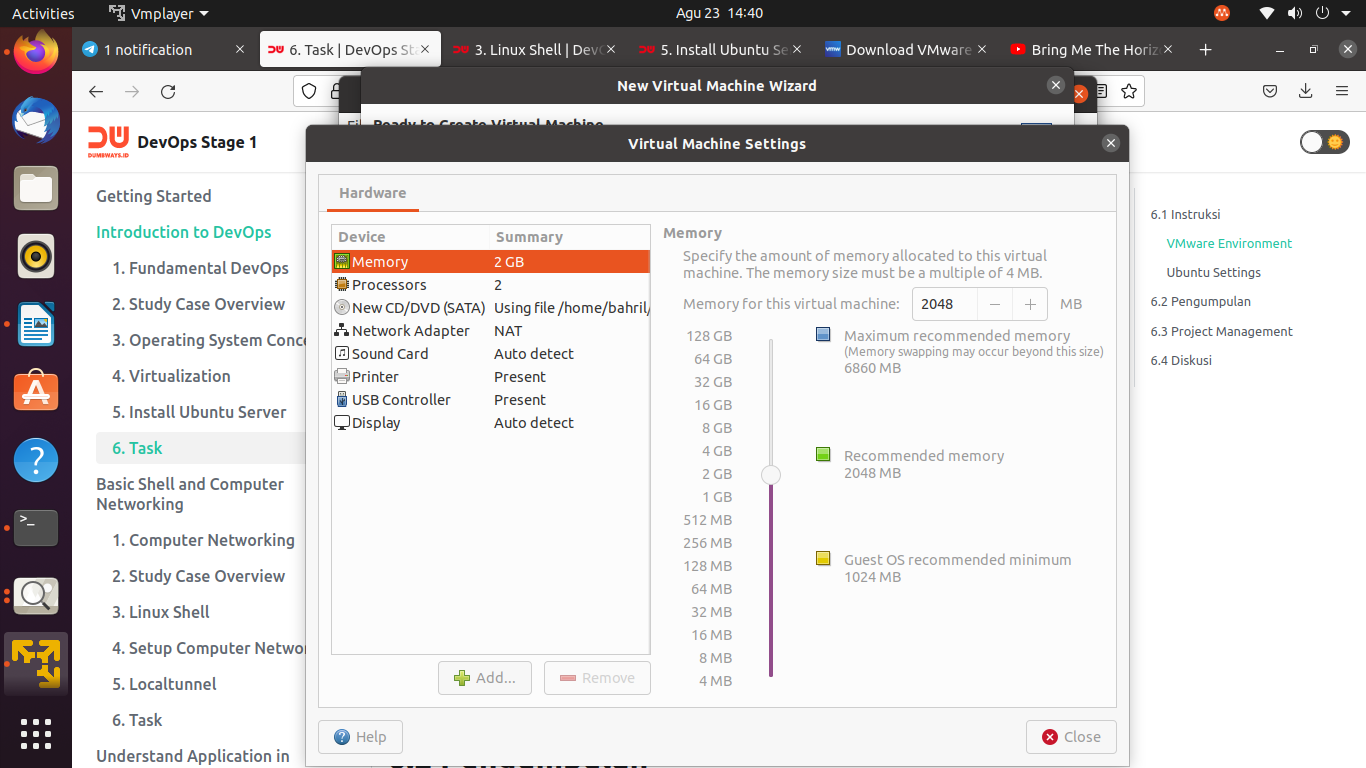 Activities
Vmplayer
Agu 23 14:40
1 notification
6. Task | DevOps Sta
3. Linux Shell | DevO
5. Install Ubuntu Se
Download VMware
Bring Me The Horiz
New Virtual Machine Wizard
Ready to Create Virtual Machine
Virtual Machine Settings
DUMBWAYS.ID
DevOps Stage 1
Getting Started
Introduction to DevOps
1. Fundamental DevOps
2. Study Case Overview
3. Operating System Conc
4. Virtualization
5. Install Ubuntu Server
6. Task
Basic Shell and Computer
Networking
1. Computer Networking
2. Study Case Overview
3. Linux Shell
4. Setup Computer Networ
5. Localtunnel
6. Task
Understand Application in
Hardware
Device Summary
Memory 2 GB
Processors 2
New CD/DVD (SATA) Using file /home/bahril/
Network Adapter NAT
Sound Card Auto detect
Printer Present
USB Controller Present
Display Auto detect
Add...
Remove
Memory
Specify the amount of memory allocated to this virtual
machine. The memory size must be a multiple of 4 MB.
Memory for this virtual machine: 2048 − + MB
128 GB
64 GB
32 GB
16 GB
8 GB
4 GB
2 GB
1 GB
512 MB
256 MB
128 MB
64 MB
32 MB
16 MB
8 MB
4 MB
Maximum recommended memory
(Memory swapping may occur beyond this size)
6860 MB
Recommended memory
2048 MB
Guest OS recommended minimum
1024 MB
Help
Close
6.1 Instruksi
VMware Environment
Ubuntu Settings
6.2 Pengumpulan
6.3 Project Management
6.4 Diskusi